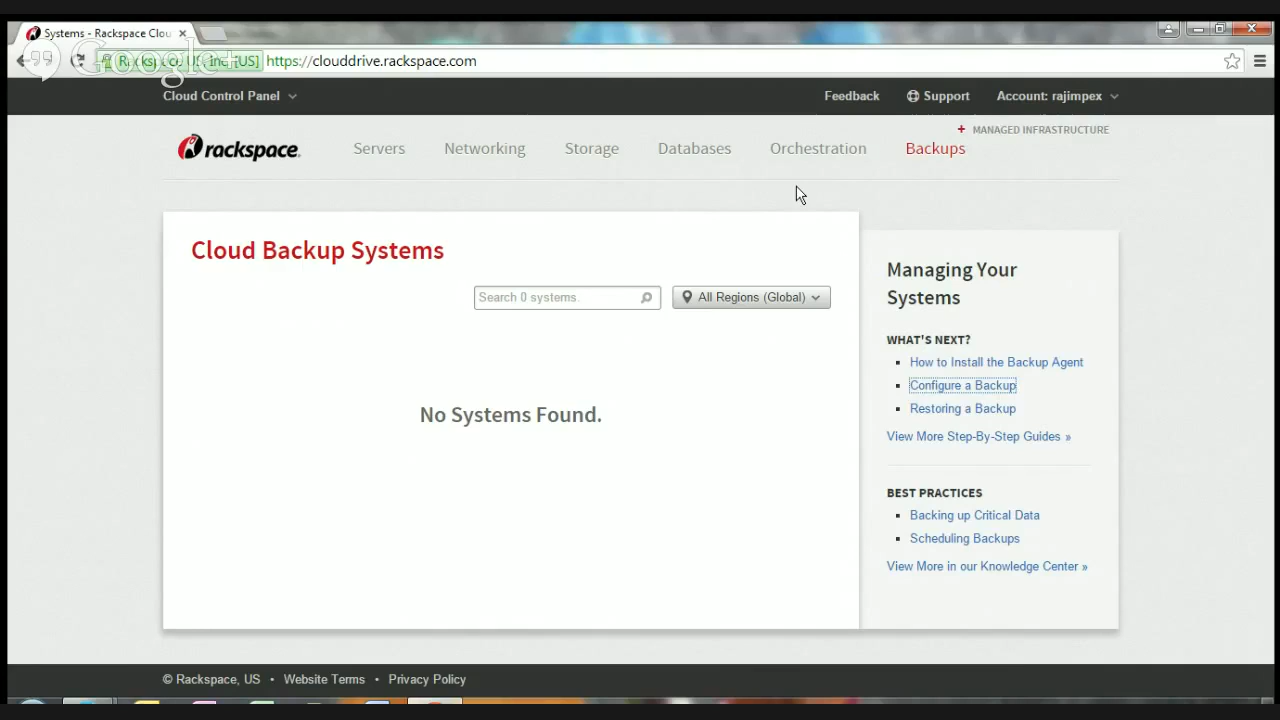 Systems - Rackspace Clou
Google+
https://clouddrive.rackspace.com
Cloud Control Panel
Feedback
Support
Account: rajimpex
+ MANAGED INFRASTRUCTURE
rackspace.
Servers
Networking
Storage
Databases
Orchestration
Backups
Cloud Backup Systems
Search 0 systems.
All Regions (Global)
No Systems Found.
Managing Your
Systems
WHAT'S NEXT?
How to Install the Backup Agent
Configure a Backup
Restoring a Backup
View More Step-By-Step Guides »
BEST PRACTICES
Backing up Critical Data
Scheduling Backups
View More in our Knowledge Center »
© Rackspace, US • Website Terms • Privacy Policy